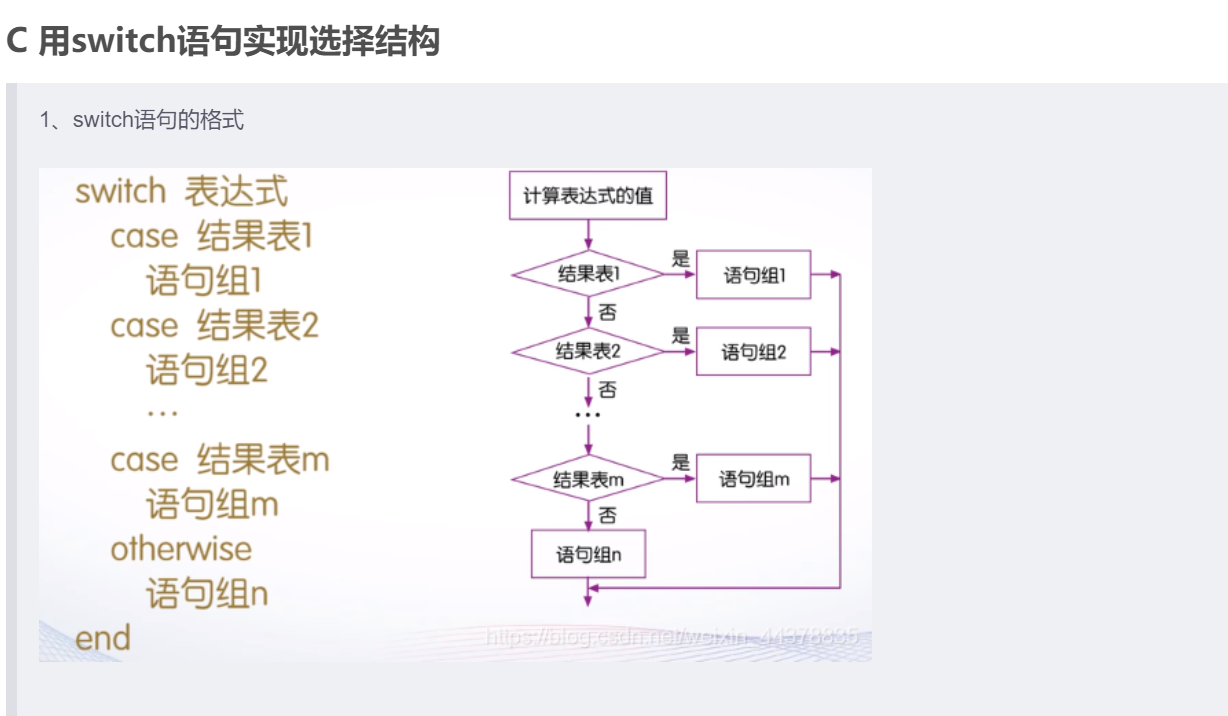 C 用switch语句实现选择结构
1、switch语句的格式
switch 表达式
case 结果表1
语句组1
case 结果表2
语句组2
...
case 结果表m
语句组m
otherwise
语句组n
end
计算表达式的值
结果表1
是
语句组1
否
结果表2
是
语句组2
否
...
结果表m
是
语句组m
否
语句组n
https://blog.csdn.net/weixin_44378835